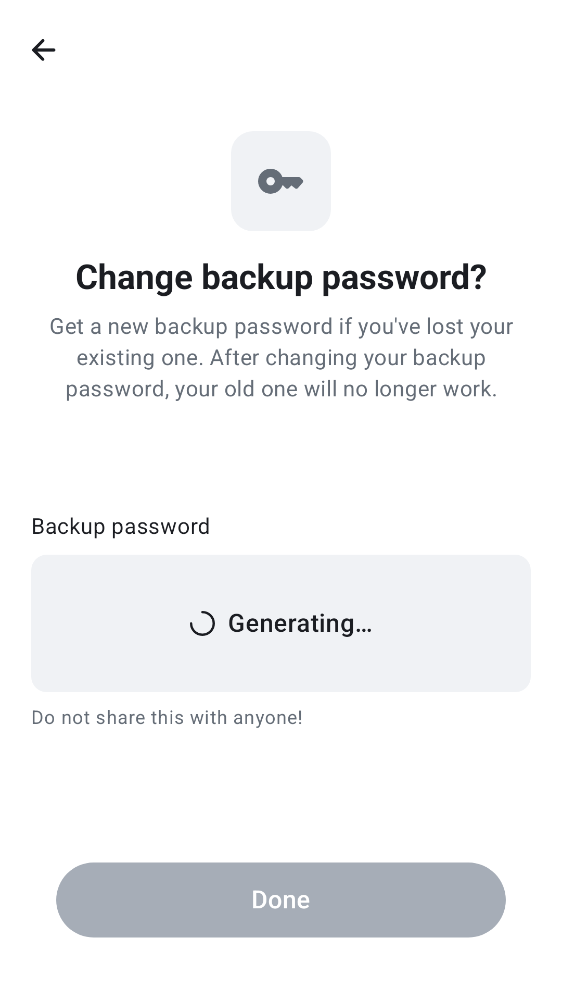 Change backup password?
Get a new backup password if you've lost your
existing one. After changing your backup
password, your old one will no longer work.
Backup password
Generating…
Do not share this with anyone!
Done